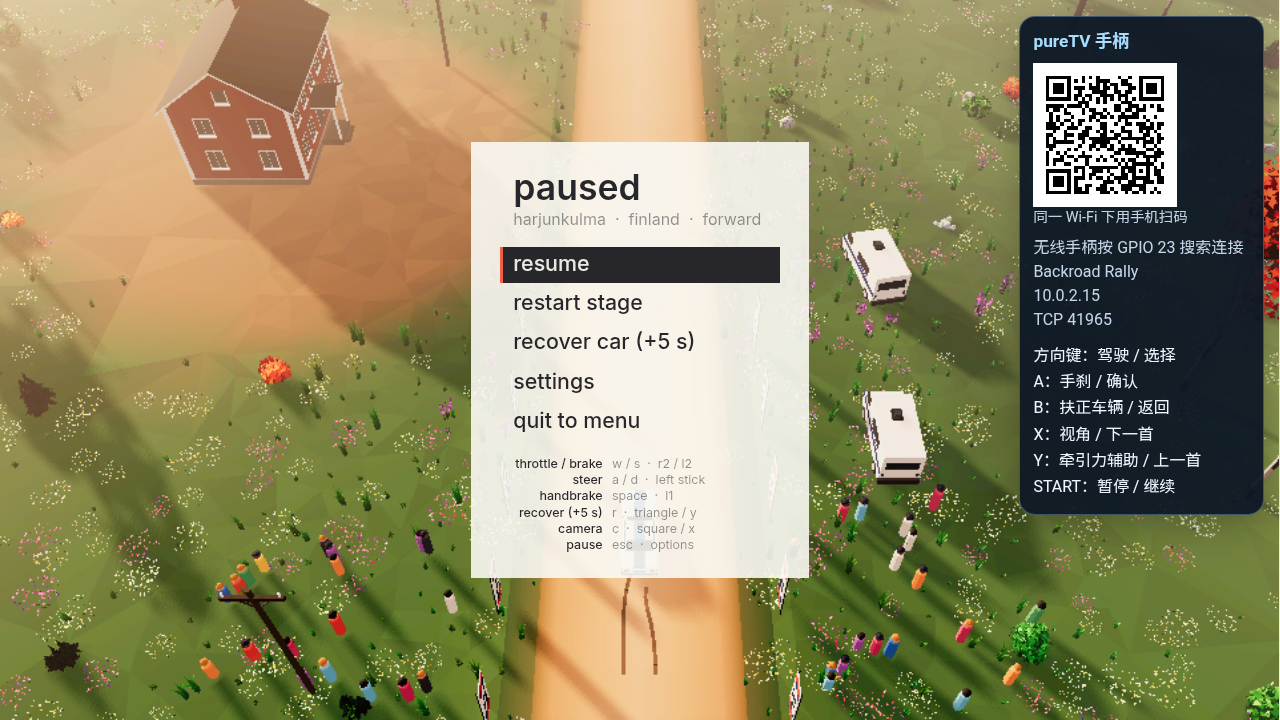 paused
harjunkulma · finland · forward
resume
restart stage
recover car (+5 s)
settings
quit to menu
throttle / brake w / s · r2 / l2
steer a / d · left stick
handbrake space · l1
recover (+5 s) r · triangle / y
camera c · square / x
pause esc · options
pureTV 手柄
同一 Wi-Fi 下用手机扫码
无线手柄按 GPIO 23 搜索连接
Backroad Rally
10.0.2.15
TCP 41965
方向键：驾驶 / 选择
A：手刹 / 确认
B：扶正车辆 / 返回
X：视角 / 下一首
Y：牵引力辅助 / 上一首
START：暂停 / 继续